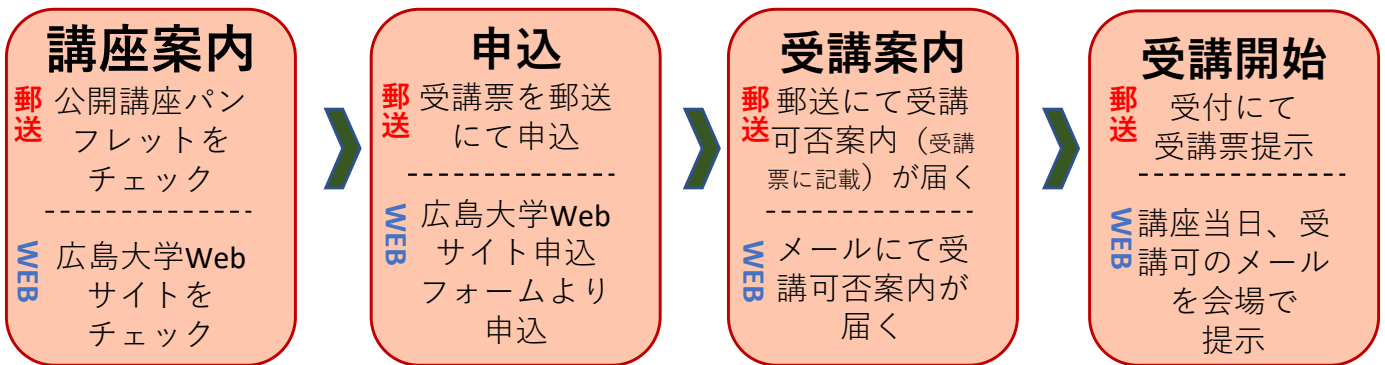 講座案内
郵送
公開講座パン
フレットを
チェック
WEB
広島大学Web
サイトを
チェック
申込
郵送
受講票を郵送
にて申込
WEB
広島大学Web
サイト申込
フォームより
申込
受講案内
郵送
郵送にて受講
可否案内（受講
票に記載）が届く
WEB
メールにて受
講可否案内が
届く
受講開始
郵送
受付にて
受講票提示
WEB
講座当日、受
講可のメール
を会場で
提示